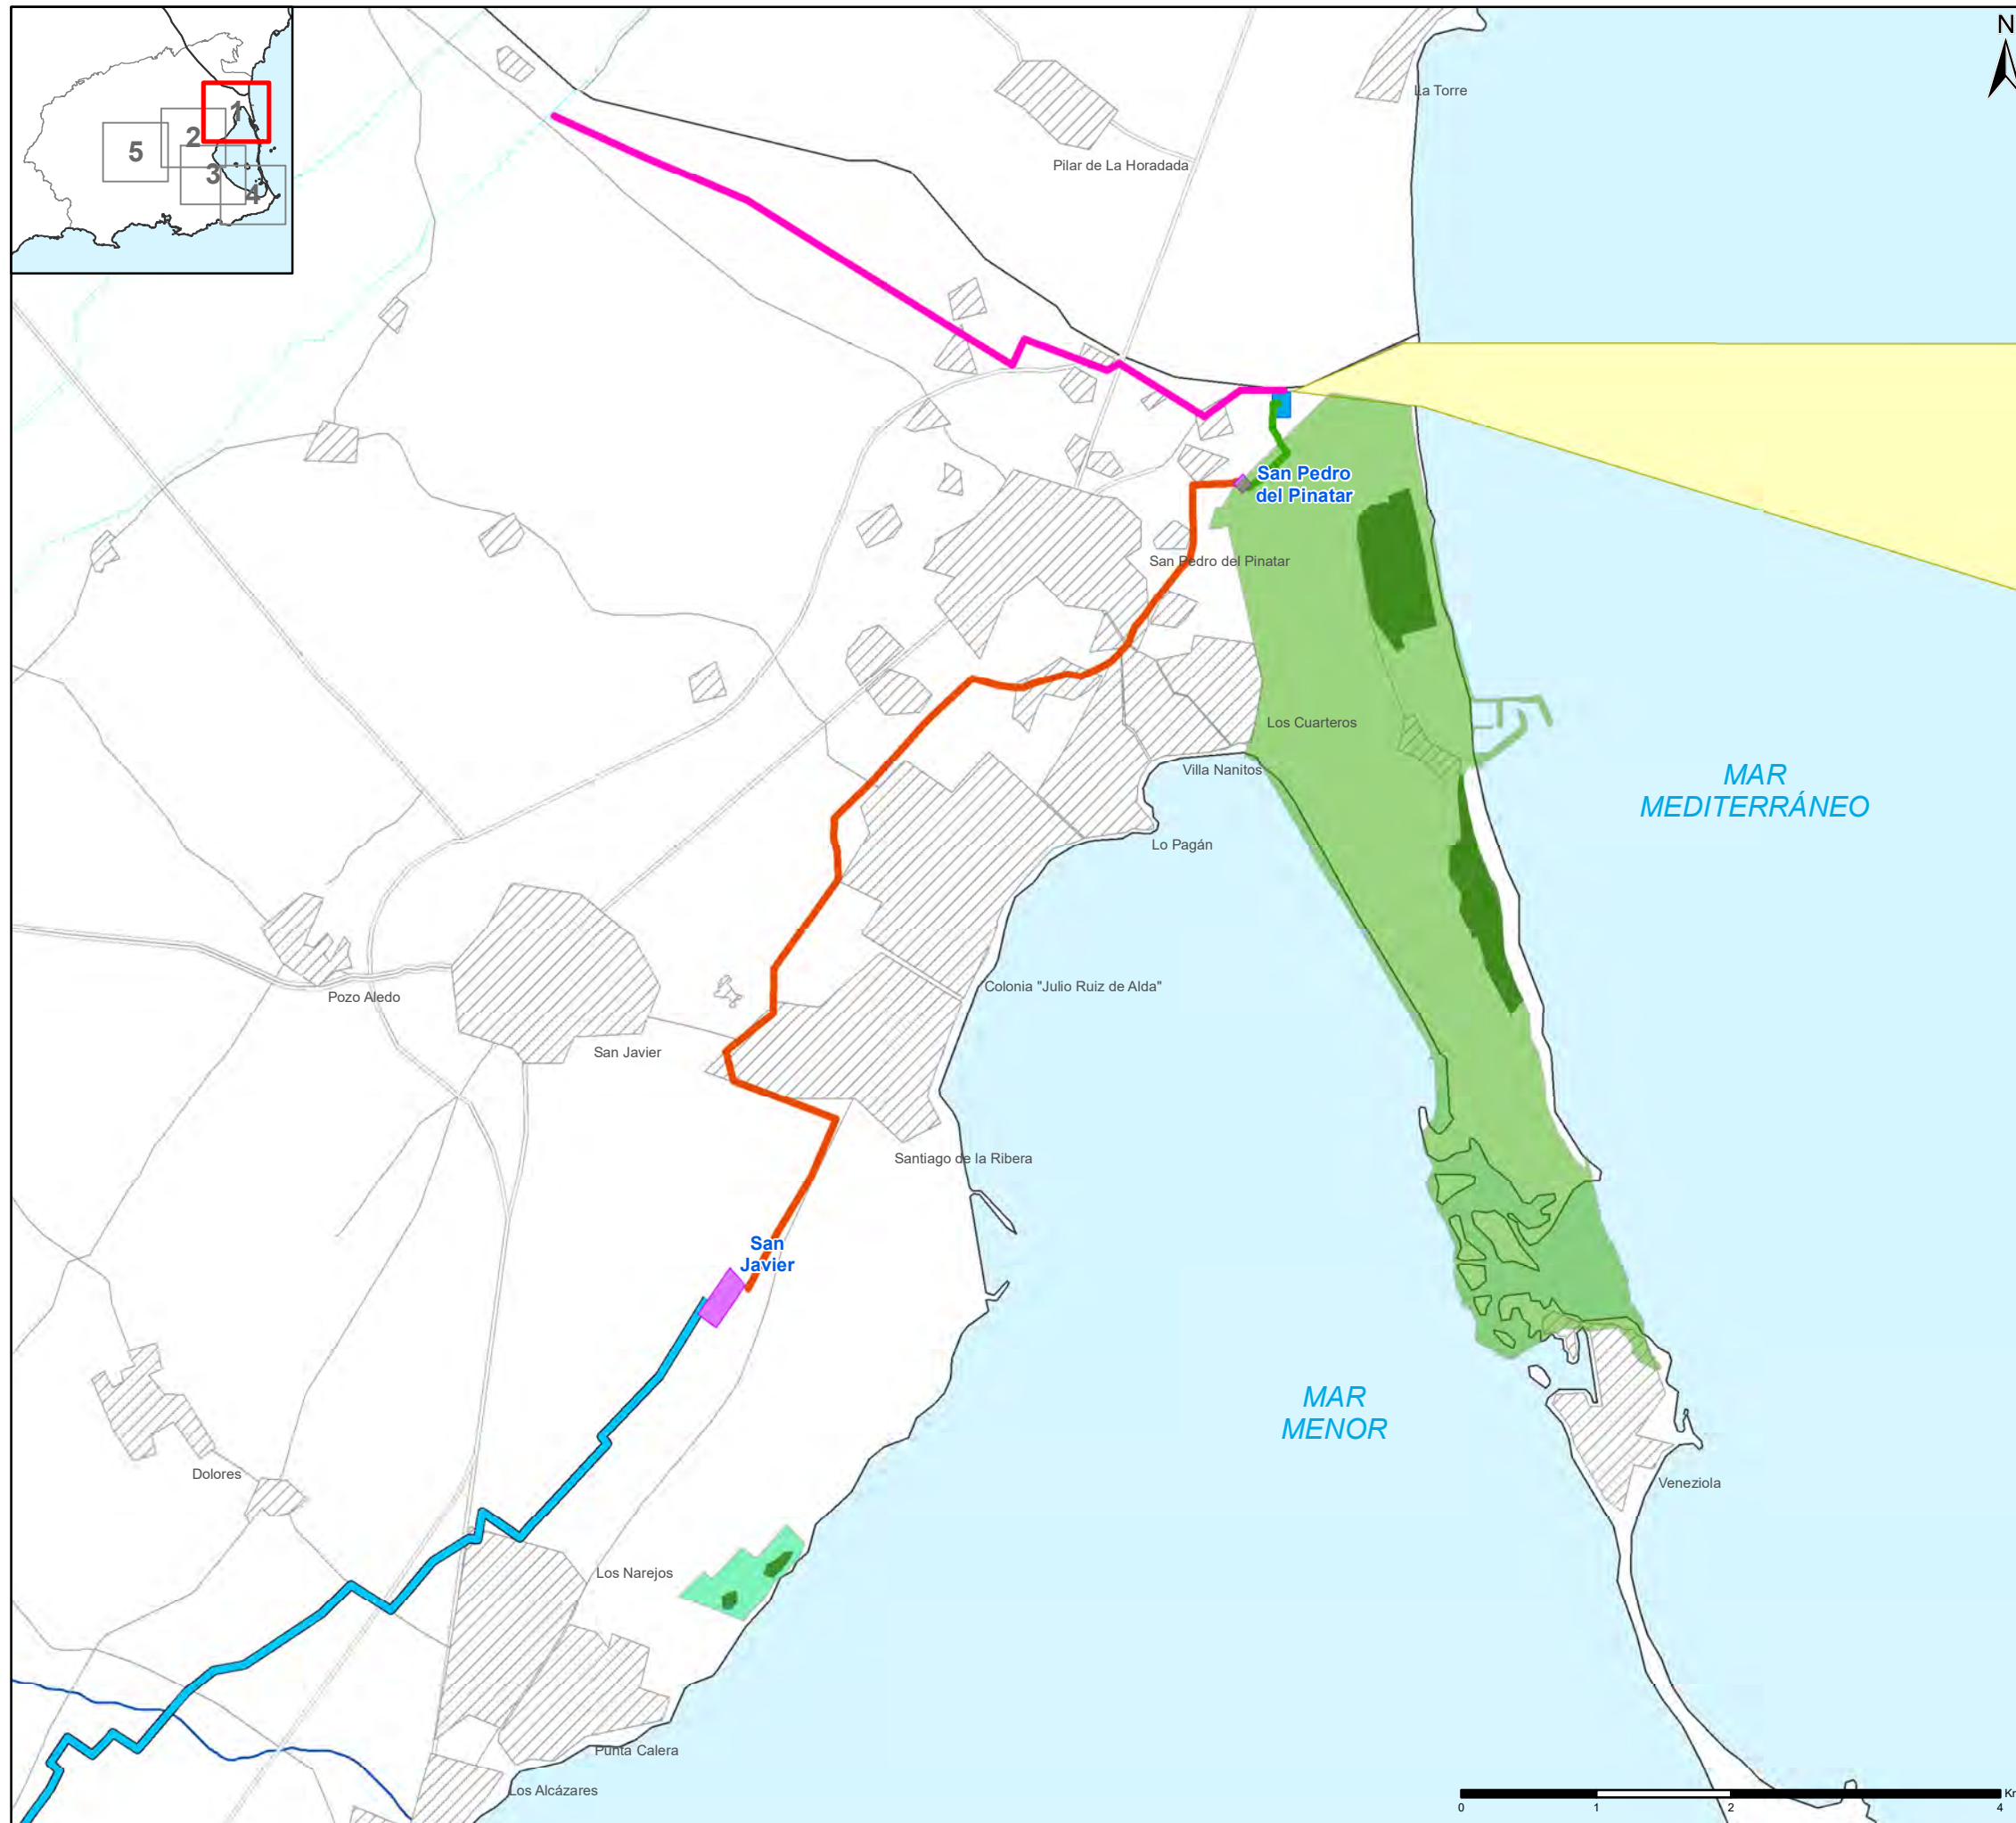 N
1
2
5
3
4
La Torre
Pilar de La Horadada
San Pedro
del Pinatar
San Pedro del Pinatar
Los Cuarteros
Villa Nanitos
MAR
MEDITERRÁNEO
Lo Pagán
Colonia "Julio Ruiz de Alda"
Pozo Aledo
San Javier
Santiago de la Ribera
San
Javier
MAR
MENOR
Dolores
Veneziola
Los Narejos
Punta Calera
Los Alcázares
0 1 2 4